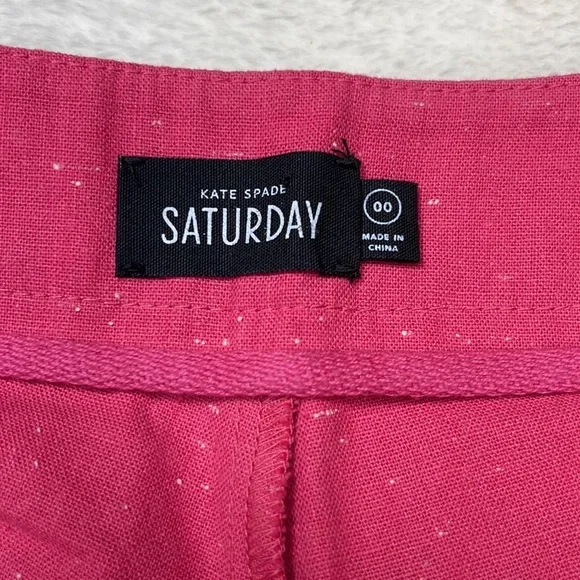 KATE SPADE
SATURDAY
00
MADE IN
CHINA